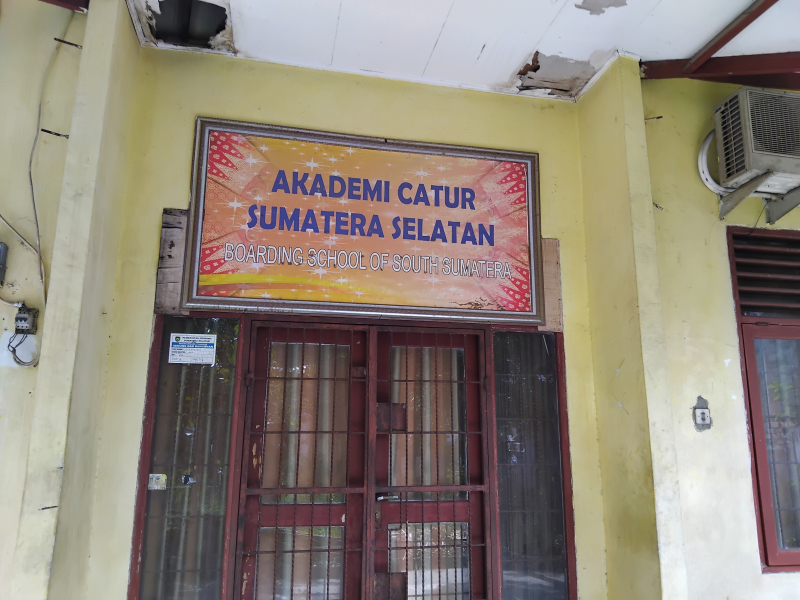 AKADEMI CATUR
SUMATERA SELATAN
BOARDING SCHOOL OF SOUTH SUMATERA